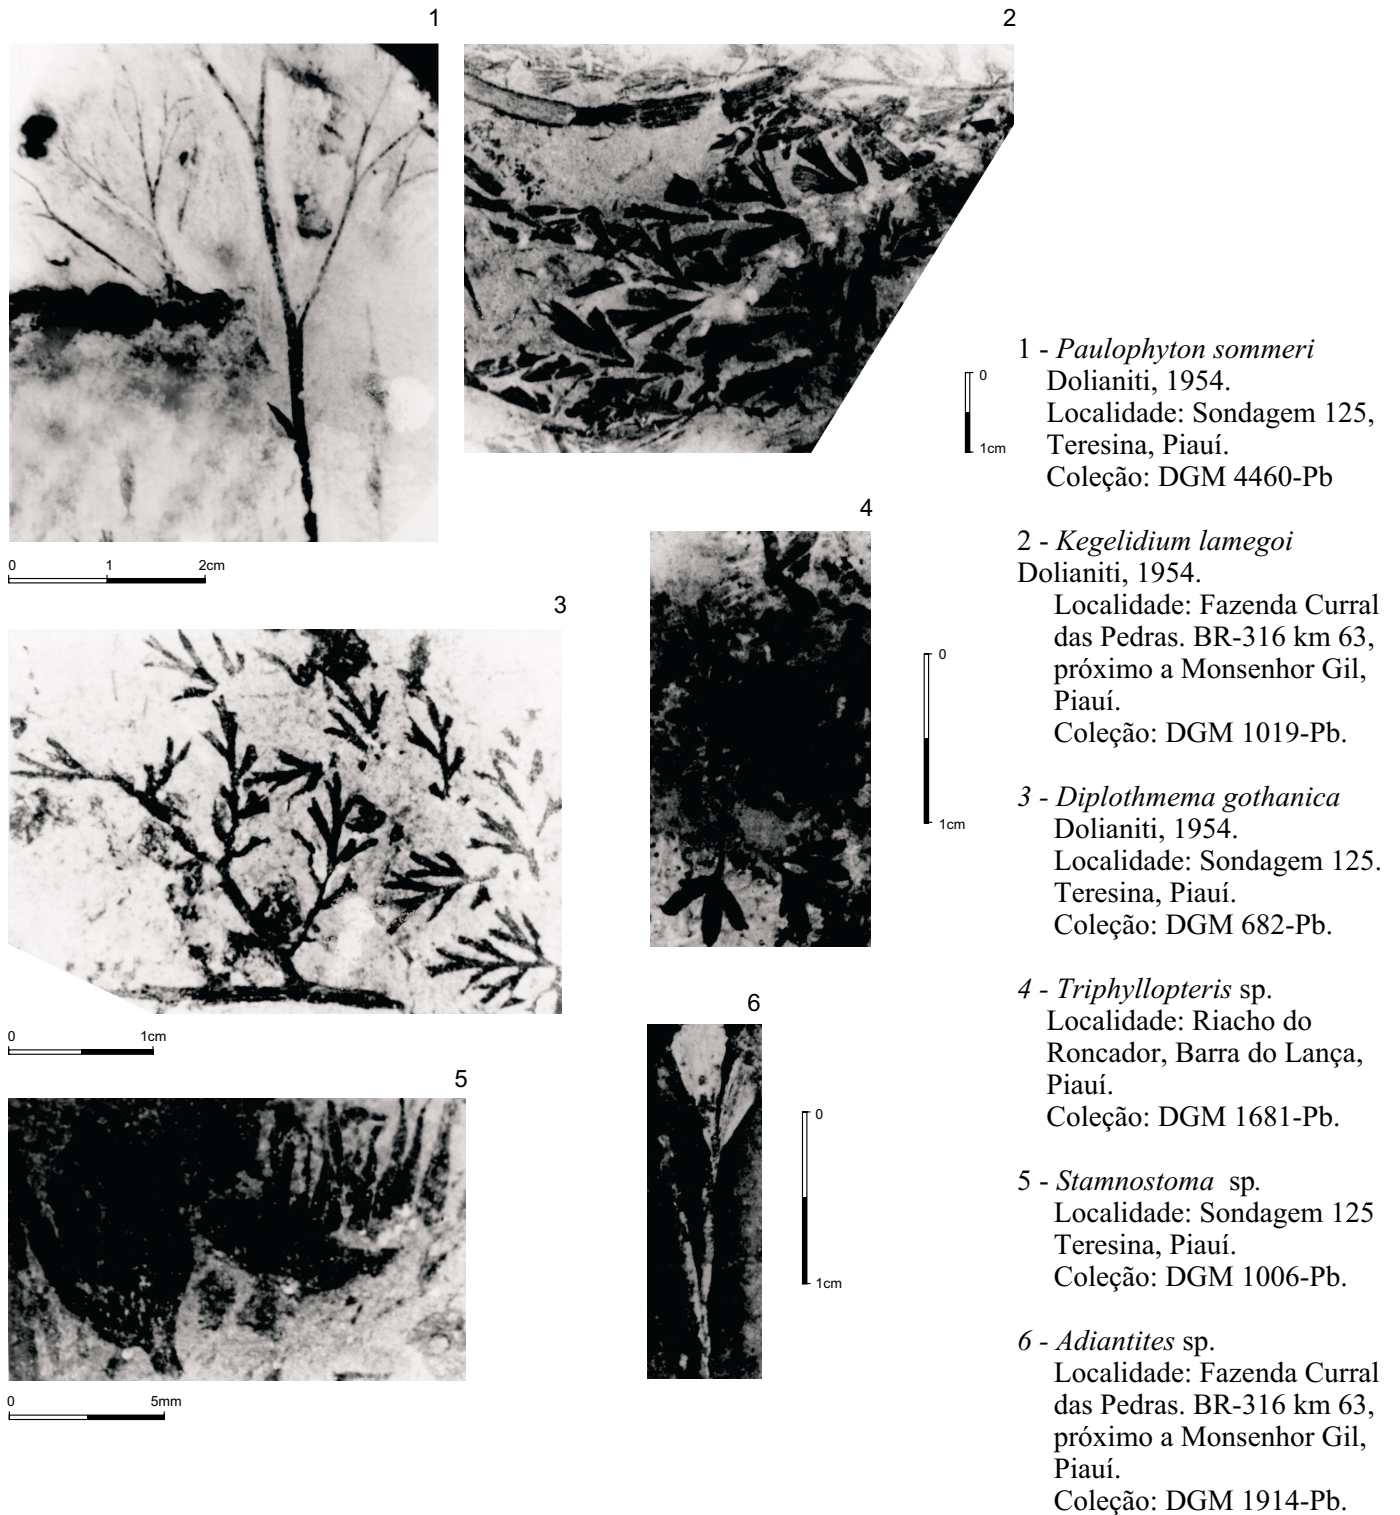 1
2
0
1cm
0
1
2cm
3
4
0
1cm
0
1cm
5
6
0
1cm
0
5mm
1 - Paulophyton sommeri
Dolianiti, 1954.
Localidade: Sondagem 125,
Teresina, Piauí.
Coleção: DGM 4460-Pb
2 - Kegelidium lamegoi
Dolianiti, 1954.
Localidade: Fazenda Curral
das Pedras. BR-316 km 63,
próximo a Monsenhor Gil,
Piauí.
Coleção: DGM 1019-Pb.
3 - Diplothmema gothanica
Dolianiti, 1954.
Localidade: Sondagem 125.
Teresina, Piauí.
Coleção: DGM 682-Pb.
4 - Triphyllopteris sp.
Localidade: Riacho do
Roncador, Barra do Lança,
Piauí.
Coleção: DGM 1681-Pb.
5 - Stamnostoma sp.
Localidade: Sondagem 125
Teresina, Piauí.
Coleção: DGM 1006-Pb.
6 - Adiantites sp.
Localidade: Fazenda Curral
das Pedras. BR-316 km 63,
próximo a Monsenhor Gil,
Piauí.
Coleção: DGM 1914-Pb.